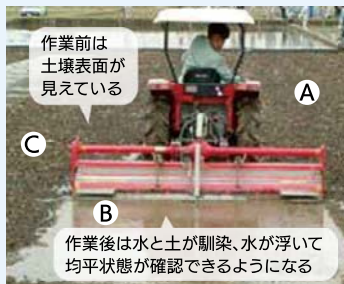 作業前は
土壌表面が
見えている
A
C
B
作業後は水と土が馴染、水が浮いて
均平状態が確認できるようになる